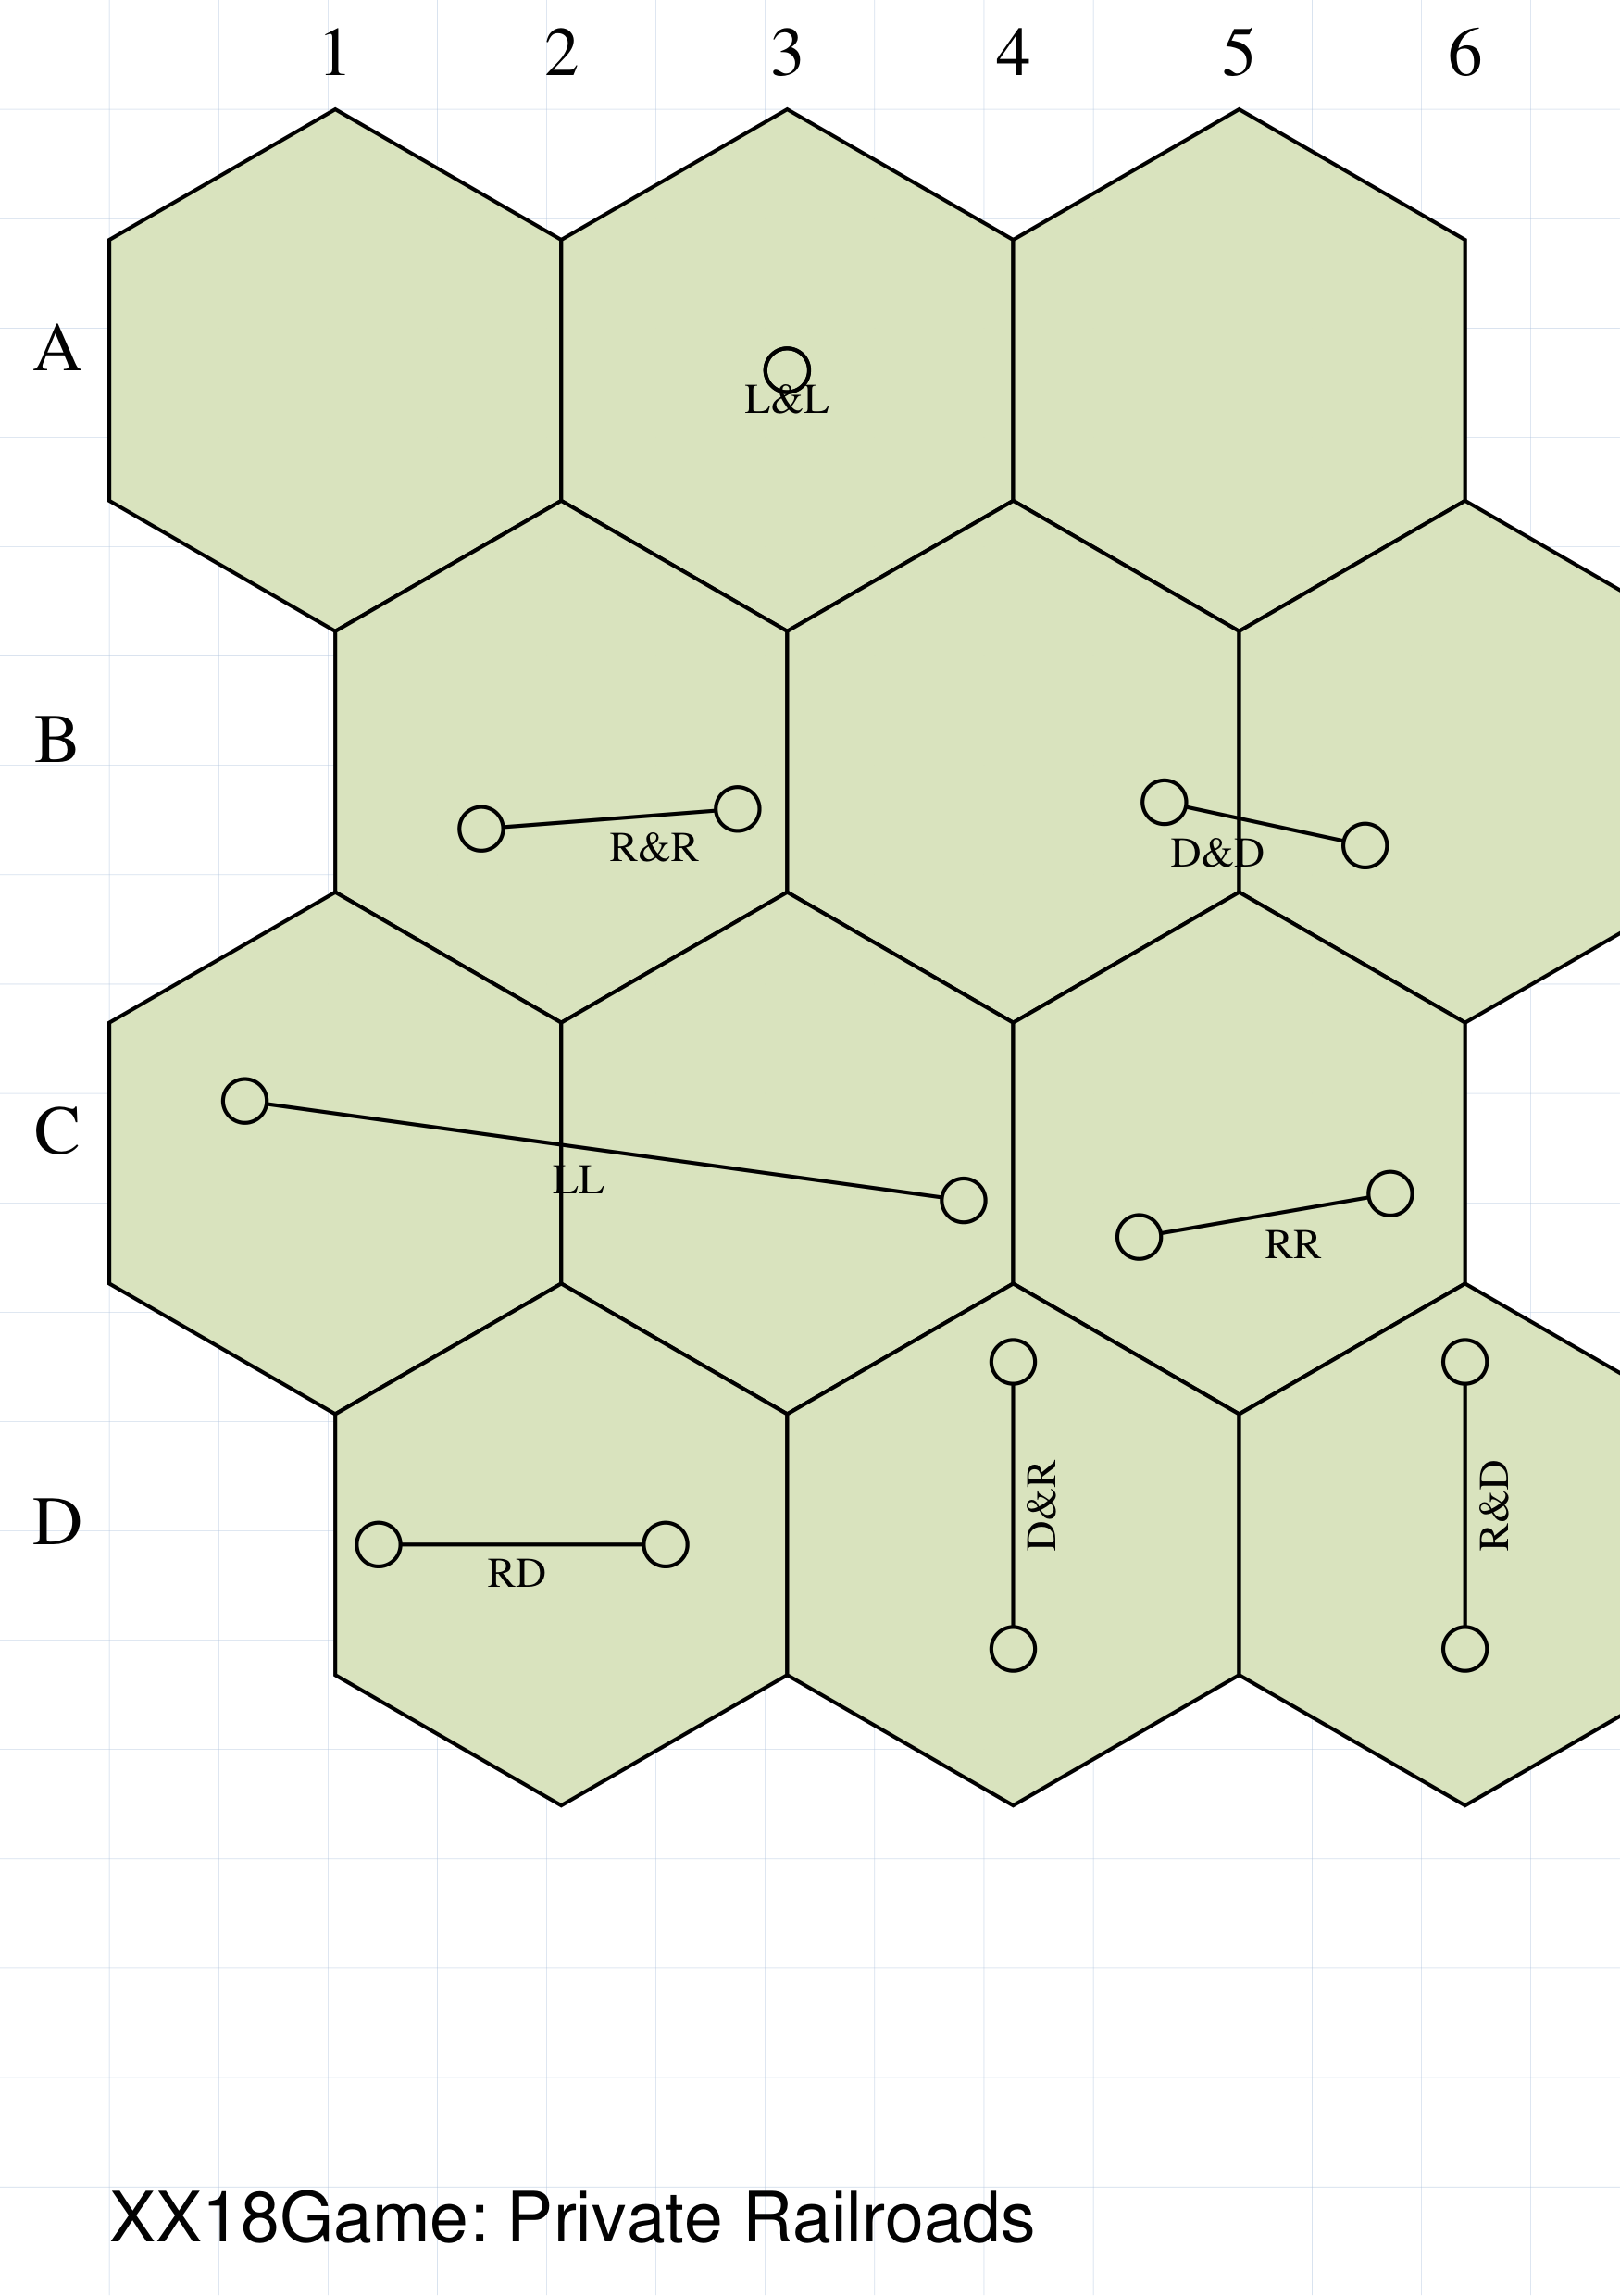 1 2 3 4 5 6
A
L&L
B
R&R
D&D
C
LL
RR
D
RD
D&R
R&D
XX18Game: Private Railroads